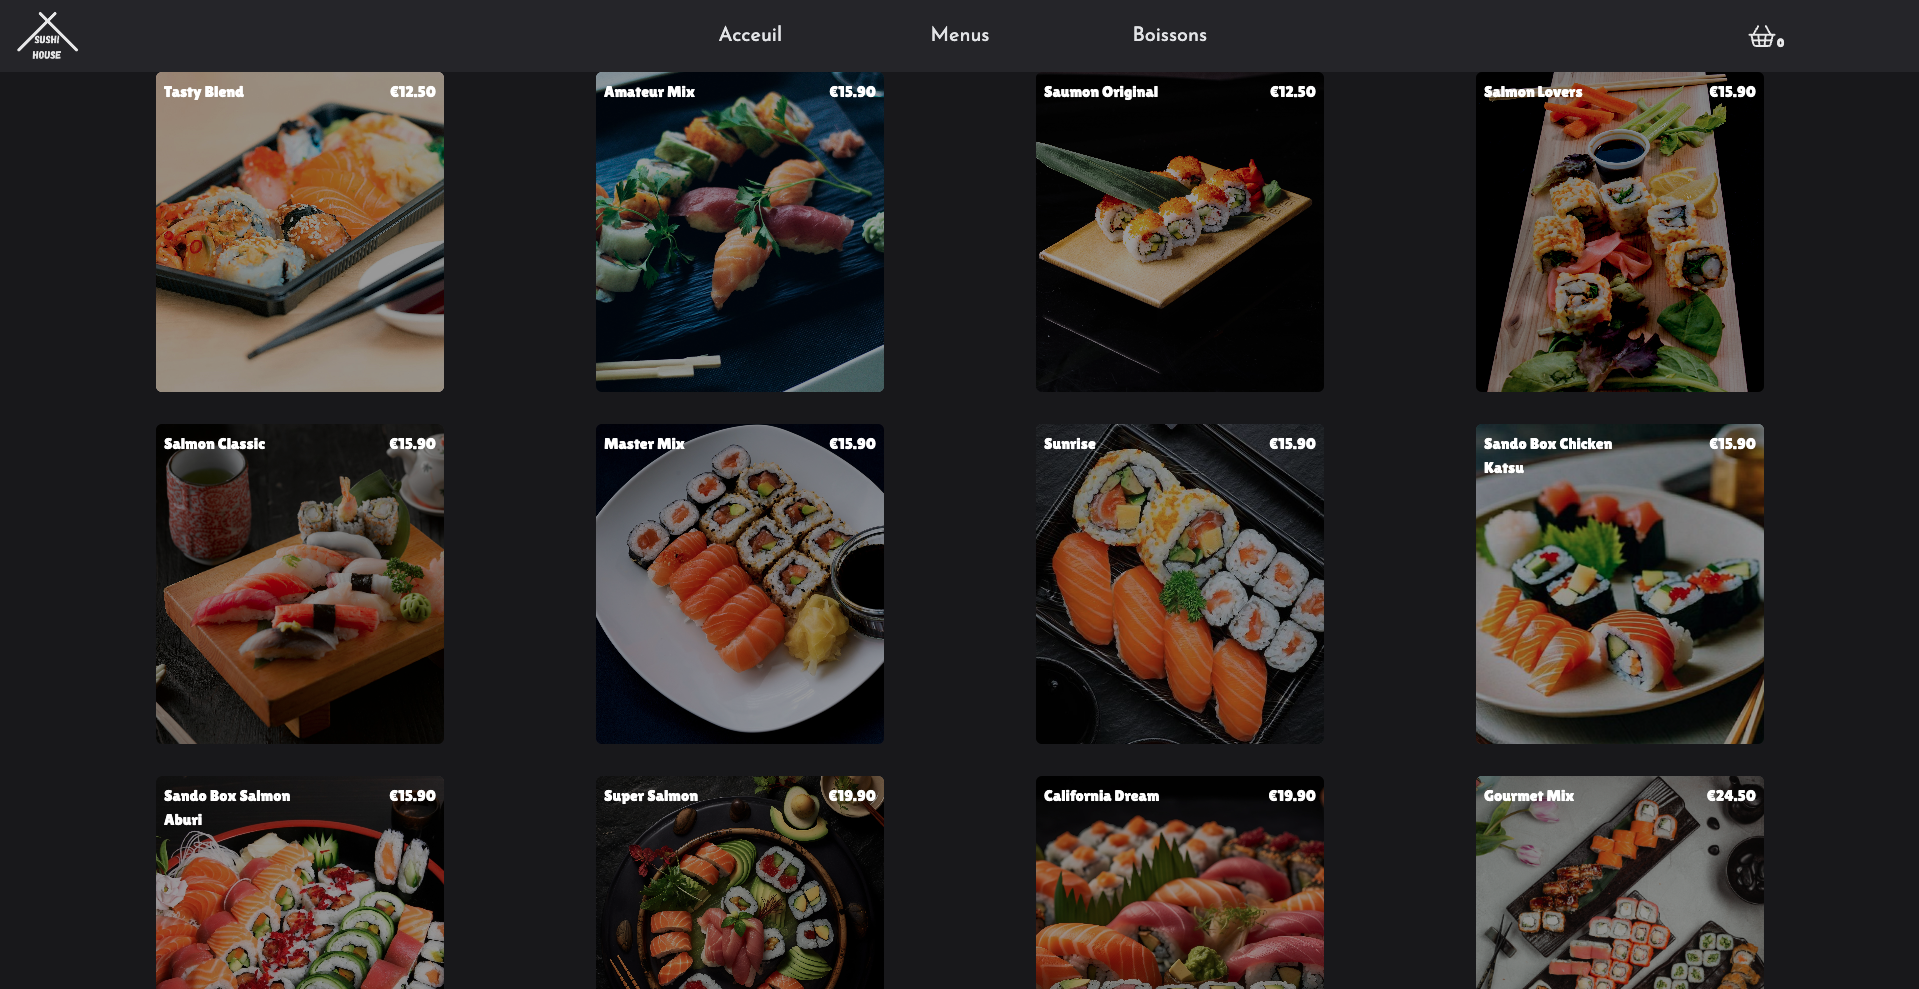 SUSHI
HOUSE
Acceuil
Menus
Boissons
0
Tasty Blend
€12.50
Amateur Mix
€15.90
Saumon Original
€12.50
Salmon Lovers
€15.90
Salmon Classic
€15.90
Master Mix
€15.90
Sunrise
€15.90
Sando Box Chicken
Katsu
€15.90
Sando Box Salmon
Aburi
€15.90
Super Salmon
€19.90
California Dream
€19.90
Gourmet Mix
€24.50